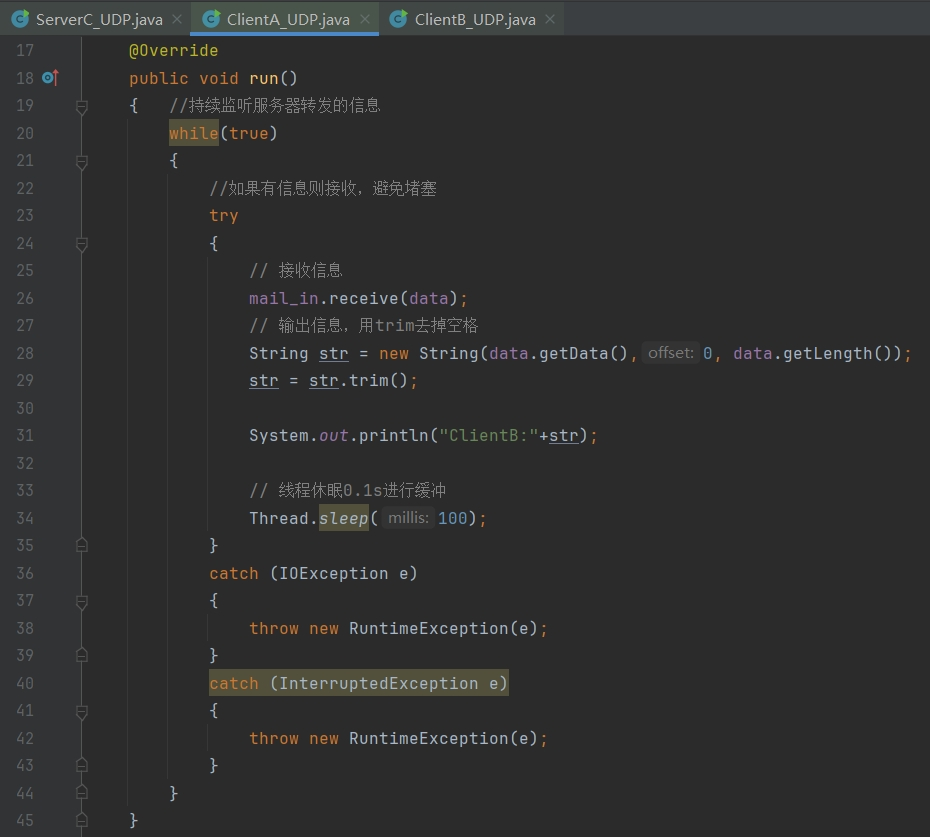 ServerC_UDP.java × ClientA_UDP.java × ClientB_UDP.java ×
17 @Override
18 public void run()
19 { //持续监听服务器转发的信息
20 while(true)
21 {
22 //如果有信息则接收，避免堵塞
23 try
24 {
25 // 接收信息
26 mail_in.receive(data);
27 // 输出信息，用trim去掉空格
28 String str = new String(data.getData(), offset: 0, data.getLength());
29 str = str.trim();
30
31 System.out.println("ClientB:"+str);
32
33 // 线程休眠0.1s进行缓冲
34 Thread.sleep( millis: 100);
35 }
36 catch (IOException e)
37 {
38 throw new RuntimeException(e);
39 }
40 catch (InterruptedException e)
41 {
42 throw new RuntimeException(e);
43 }
44 }
45 }